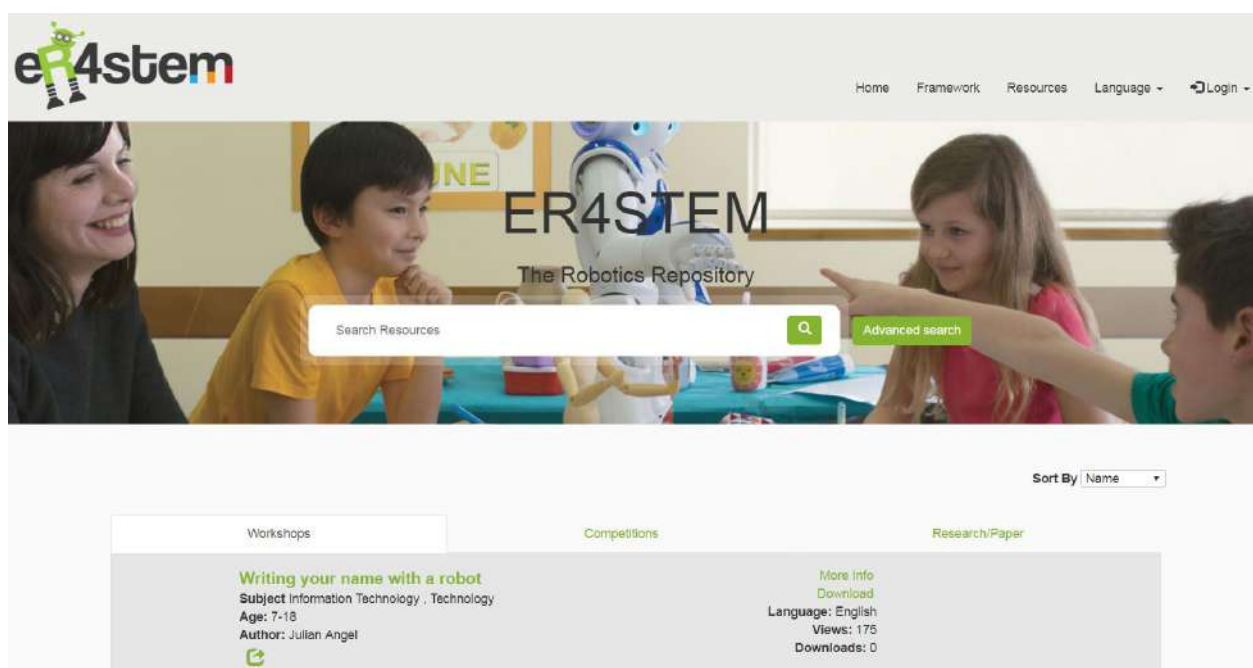 eR4stem
Home Framework Resources Language Login
UNE
ER4STEM
The Robotics Repository
Search Resources
Advanced search
Sort By Name
Workshops Competitions Research/Paper
Writing your name with a robot
Subject Information Technology , Technology
Age: 7-18
Author: Julian Angel
More Info
Download
Language: English
Views: 175
Downloads: 0